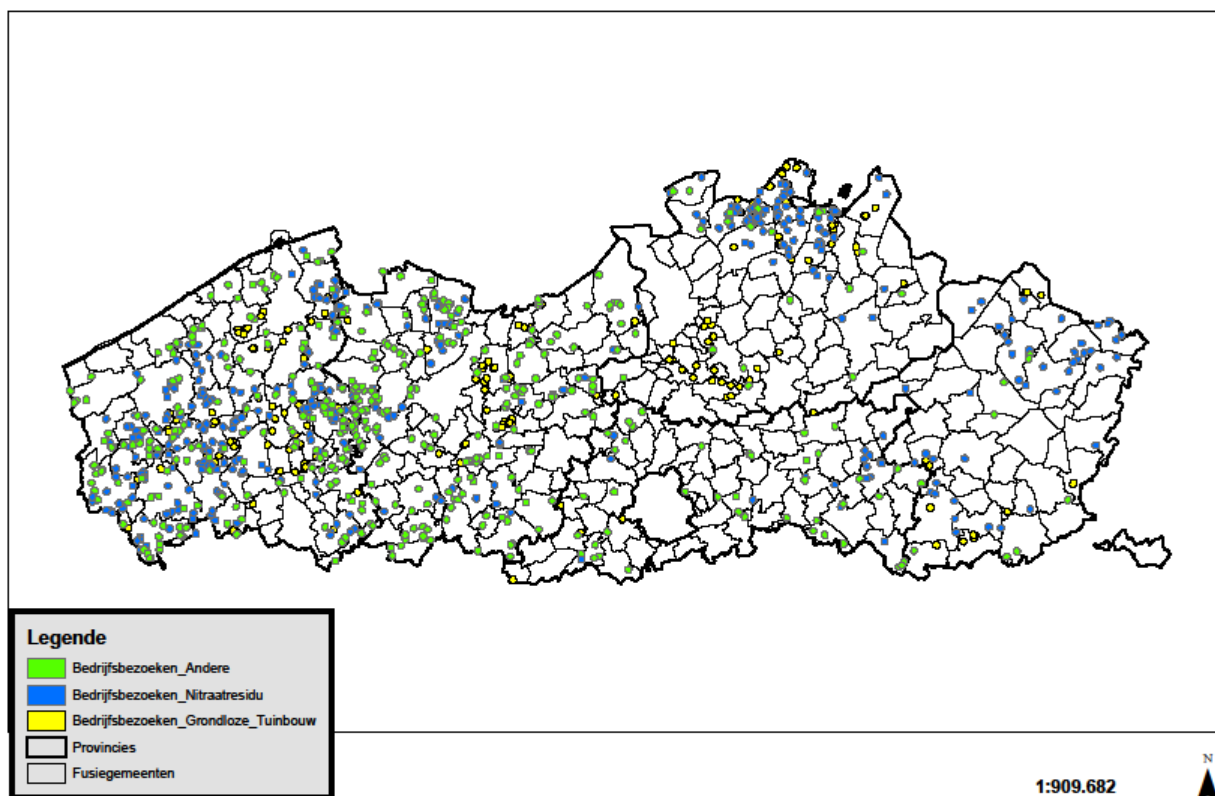 Legende
Bedrijfsbezoeken_Andere
Bedrijfsbezoeken_Nitraatresidu
Bedrijfsbezoeken_Grondloze_Tuinbouw
Provincies
Fusiegemeenten
1:909.682
N